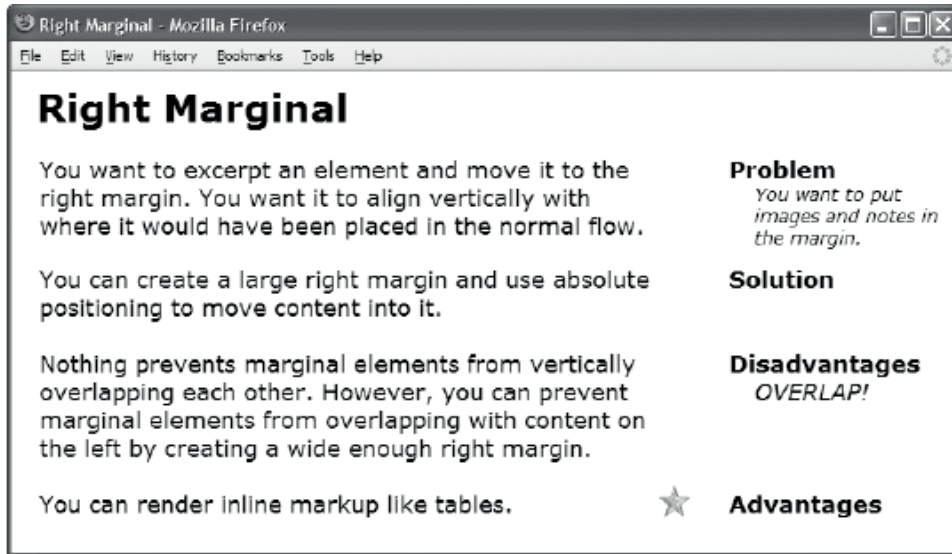 Right Marginal - Mozilla Firefox
File Edit View History Bookmarks Tools Help
Right Marginal
You want to excerpt an element and move it to the
right margin. You want it to align vertically with
where it would have been placed in the normal flow.
Problem
You want to put
images and notes in
the margin.
You can create a large right margin and use absolute
positioning to move content into it.
Solution
Nothing prevents marginal elements from vertically
overlapping each other. However, you can prevent
marginal elements from overlapping with content on
the left by creating a wide enough right margin.
Disadvantages
OVERLAP!
You can render inline markup like tables.
Advantages